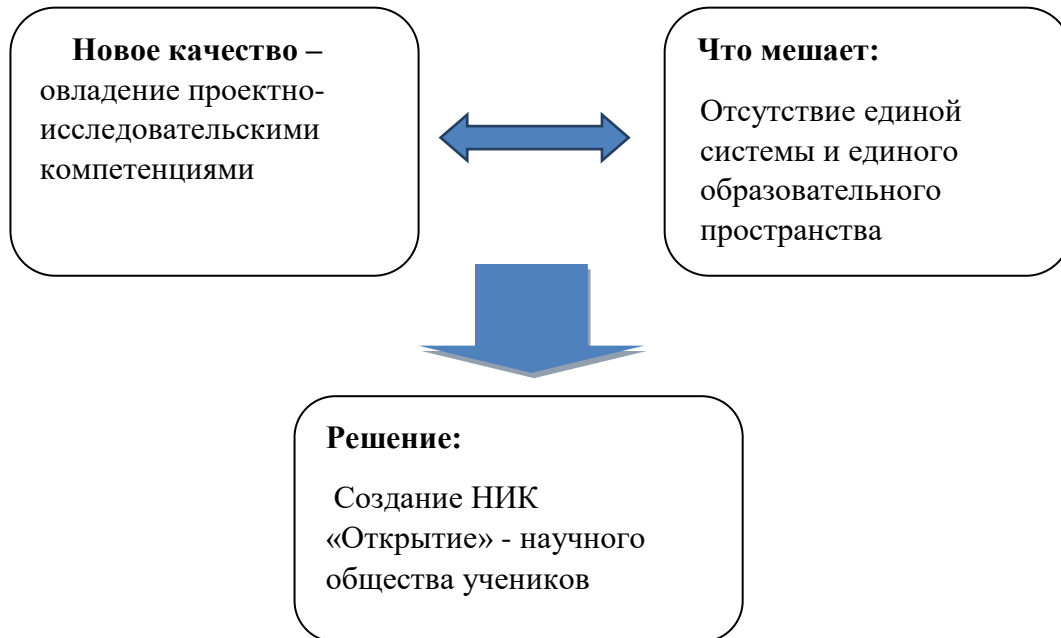 Новое качество –
овладение проектно-
исследовательскими
компетенциями
Что мешает:
Отсутствие единой
системы и единого
образовательного
пространства
Решение:
Создание НИК
«Открытие» - научного
общества учеников